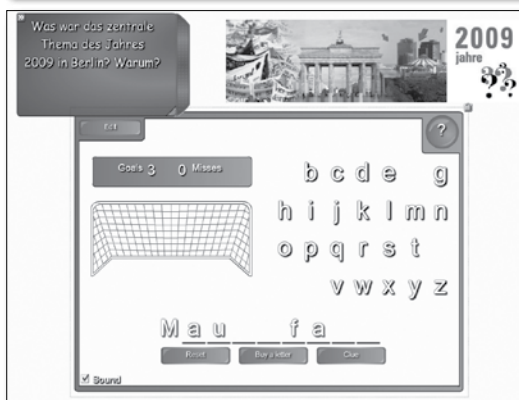 Was war das zentrale
Thema des Jahres
2009 in Berlin? Warum?
2009
jahre
???
Edit
?
Goals 3 0 Misses
b c d e g
h i j k l m n
o p q r s t
v w x y z
M a u _ _ _ f a _ _ _
Reset Buy a letter Clue
Sound